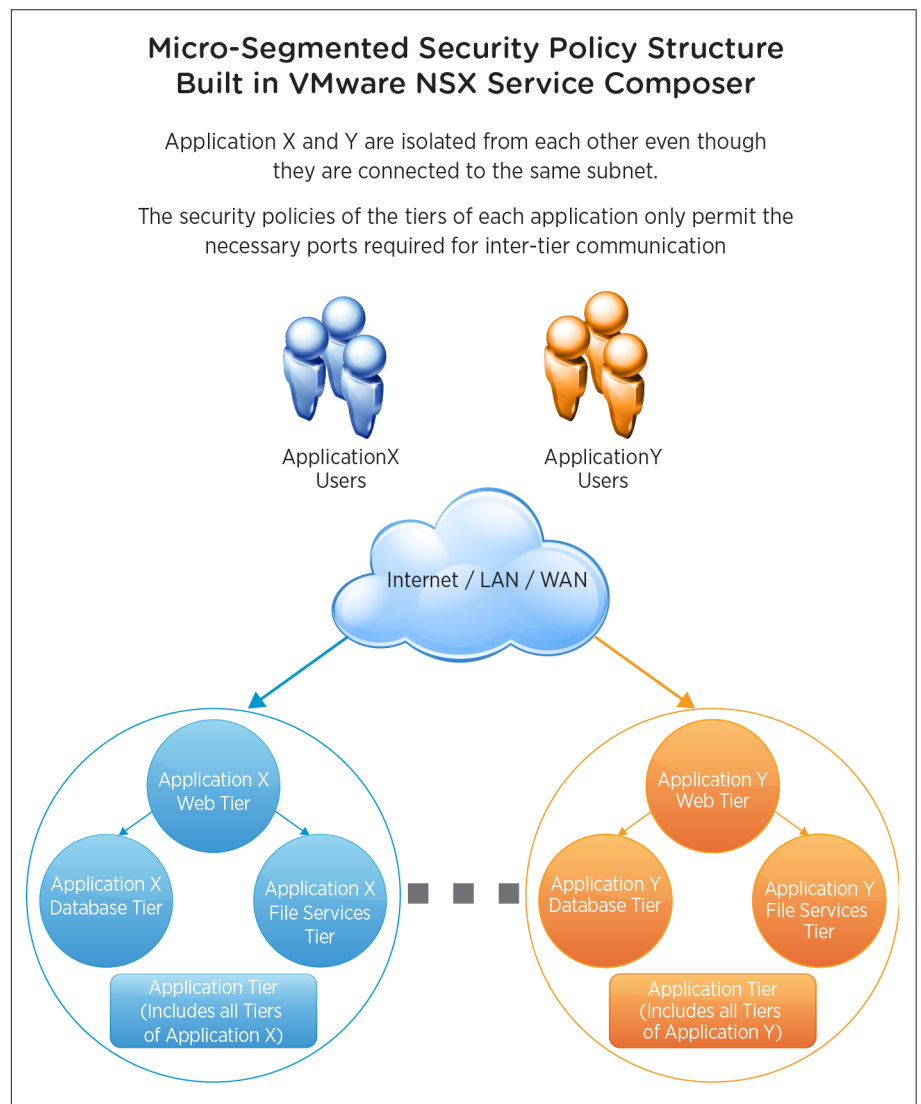 Micro-Segmented Security Policy Structure
Built in VMware NSX Service Composer
Application X and Y are isolated from each other even though
they are connected to the same subnet.
The security policies of the tiers of each application only permit the
necessary ports required for inter-tier communication
ApplicationX
Users
ApplicationY
Users
Internet / LAN / WAN
Application X
Web Tier
Application X
Database Tier
Application X
File Services
Tier
Application Tier
(Includes all Tiers
of Application X)
Application Y
Web Tier
Application Y
Database Tier
Application Y
File Services
Tier
Application Tier
(Includes all Tiers
of Application Y)